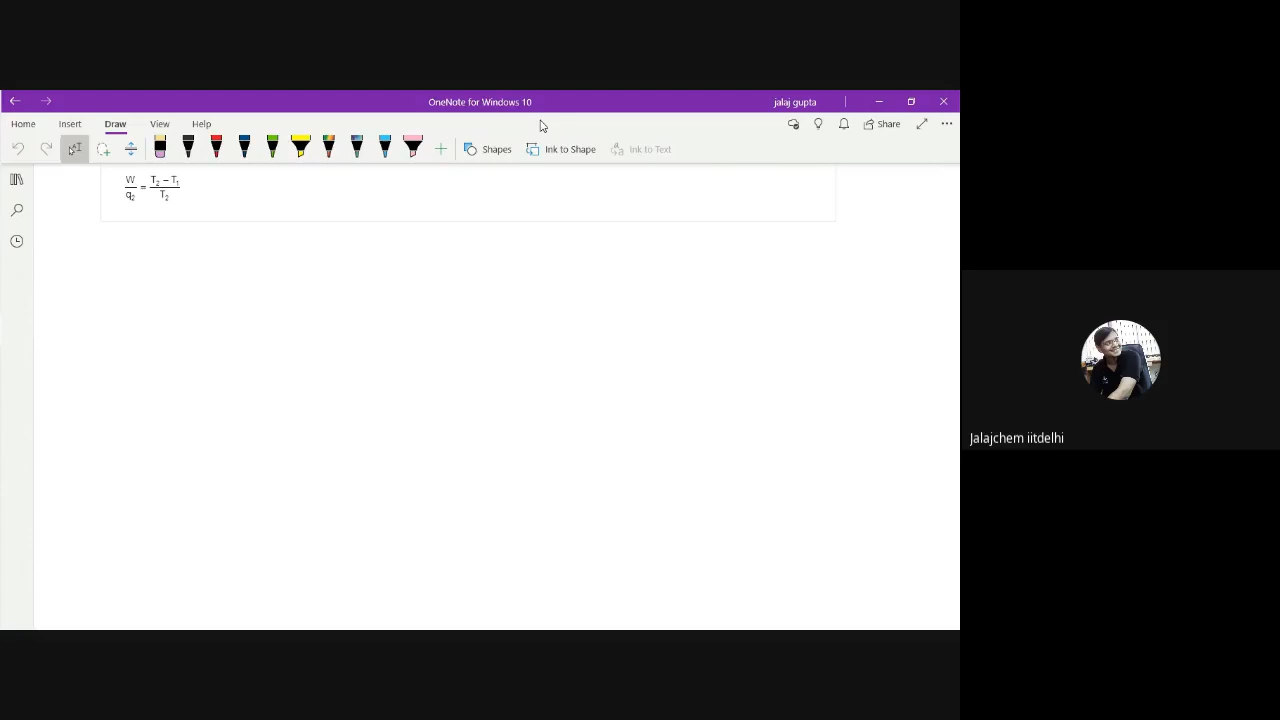 OneNote for Windows 10
jalaj gupta
Home Insert Draw View Help
Share
Shapes Ink to Shape Ink to Text
W/q₂ = T₂ – T₁/T₂
Jalajchem iitdelhi